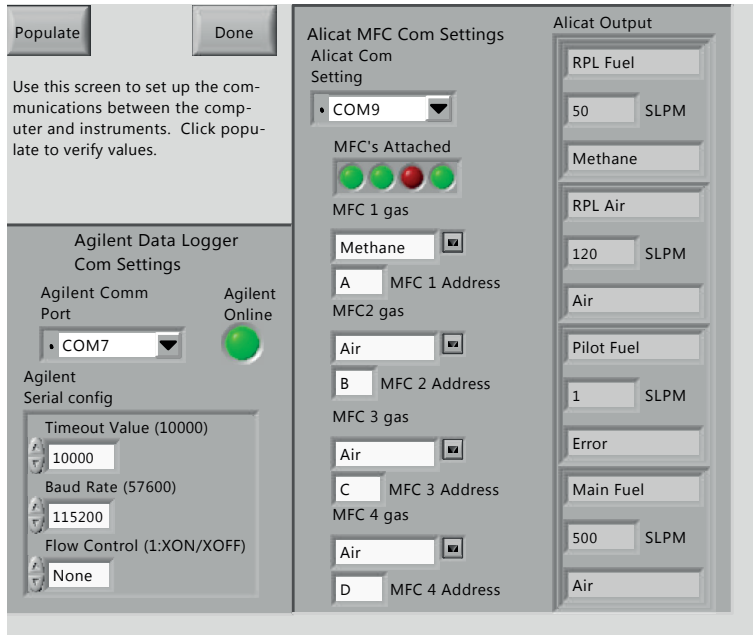 Populate
Done
Use this screen to set up the com-
munications between the comp-
uter and instruments. Click popu-
late to verify values.
Agilent Data Logger
Com Settings
Agilent Comm
Port
Agilent
Online
COM7
Agilent
Serial config
Timeout Value (10000)
10000
Baud Rate (57600)
115200
Flow Control (1:XON/XOFF)
None
Alicat MFC Com Settings
Alicat Com
Setting
COM9
MFC's Attached
MFC 1 gas
Methane
A MFC 1 Address
MFC2 gas
Air
B MFC 2 Address
MFC 3 gas
Air
C MFC 3 Address
MFC 4 gas
Air
D MFC 4 Address
Alicat Output
RPL Fuel
50 SLPM
Methane
RPL Air
120 SLPM
Air
Pilot Fuel
1 SLPM
Error
Main Fuel
500 SLPM
Air